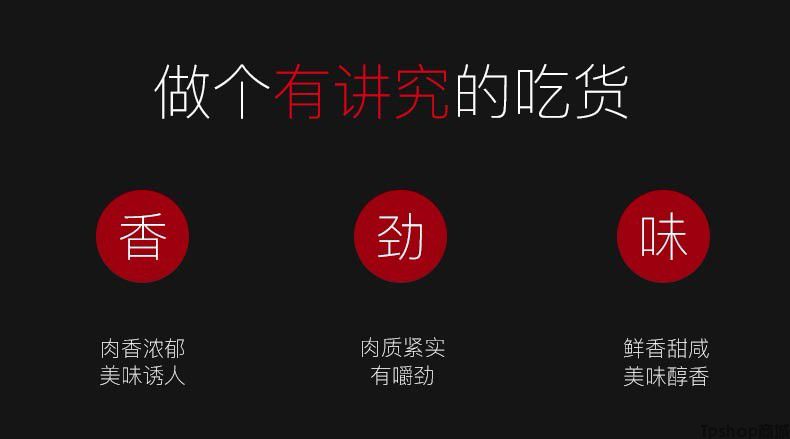 做个有讲究的吃货
香
劲
味
肉香浓郁
美味诱人
肉质紧实
有嚼劲
鲜香甜咸
美味醇香
Tpshop商城